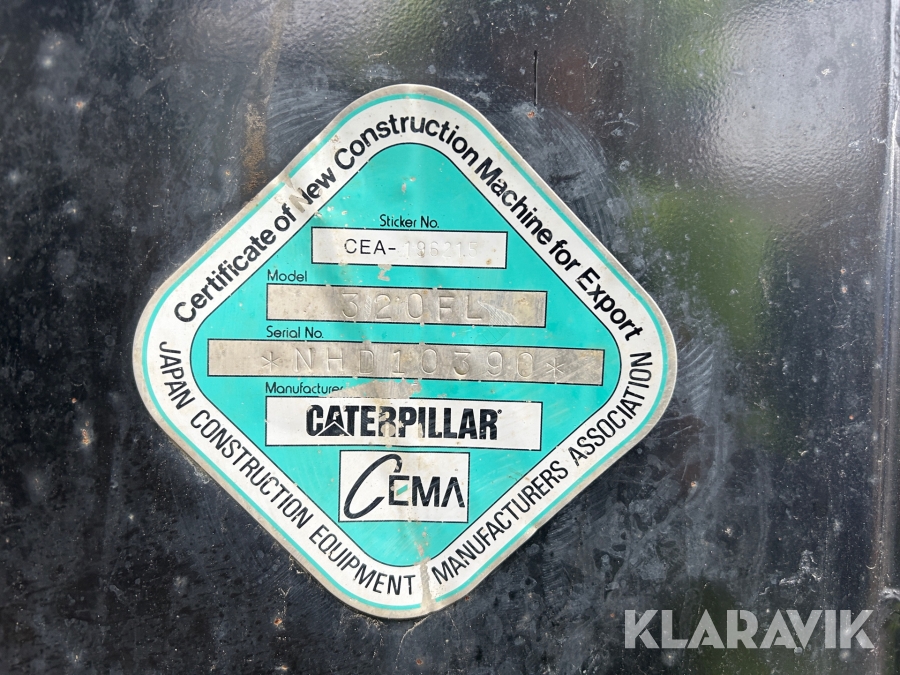 Certificate of New Construction Machine for Export
Sticker No.
CEA-
Model
320FL
Serial No.
*NHD10390*
Manufacturer
CATERPILLAR
CEMA
JAPAN CONSTRUCTION EQUIPMENT MANUFACTURERS ASSOCIATION
KLARAVIK